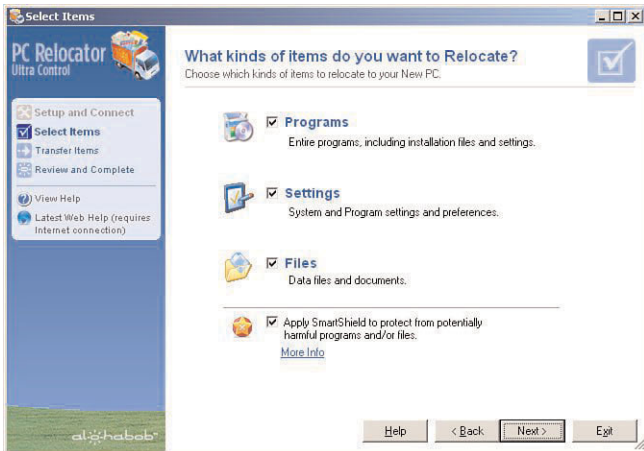 Select Items
PC Relocator
Ultra Control
Setup and Connect
Select Items
Transfer Items
Review and Complete
View Help
Latest Web Help (requires
Internet connection)
What kinds of items do you want to Relocate?
Choose which kinds of items to relocate to your New PC.
Programs
Entire programs, including installation files and settings.
Settings
System and Program settings and preferences.
Files
Data files and documents.
Apply SmartShield to protect from potentially
harmful programs and/or files.
More Info
alohabob
Help
< Back
Next >
Exit